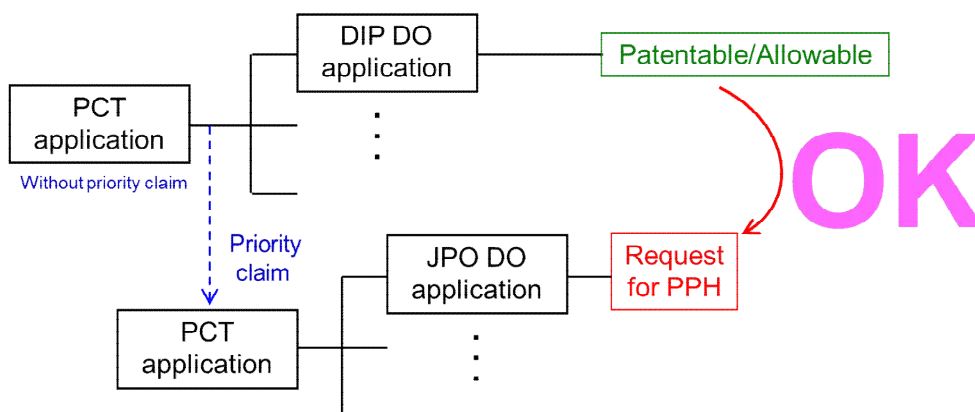 DIP DO
application
Patentable/Allowable
PCT
application
Without priority claim
OK
Priority
claim
JPO DO
application
Request
for PPH
PCT
application